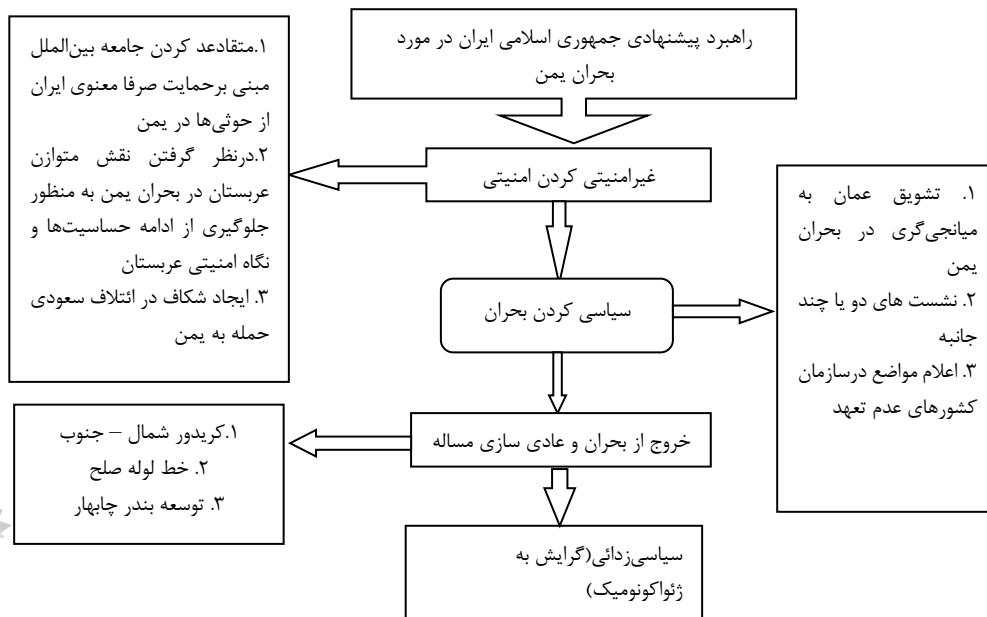 راهبرد پیشنهادی جمهوری اسلامی ایران در مورد
بحران یمن
غیرامنیتی کردن امنیتی
۱.متقادعد کردن جامعه بین‌الملل
مبنی برحمایت صرفا معنوی ایران
از حوثی‌ها در یمن
۲.درنظر گرفتن نقش متوازن
عربستان در بحران یمن به منظور
جلوگیری از ادامه حساسیت‌ها و
نگاه امنیتی عربستان
۳. ایجاد شکاف در ائتلاف سعودی
حمله به یمن
سیاسی کردن بحران
۱. تشویق عمان به
میانجی‌گری در بحران
یمن
۲. نشست های دو یا چند
جانبه
۳. اعلام مواضع درسازمان
کشورهای عدم تعهد
خروج از بحران و عادی سازی مساله
۱.کریدور شمال – جنوب
۲. خط لوله صلح
۳. توسعه بندر چابهار
سیاسی‌زدائی(گرایش به
ژئواکونومیک)